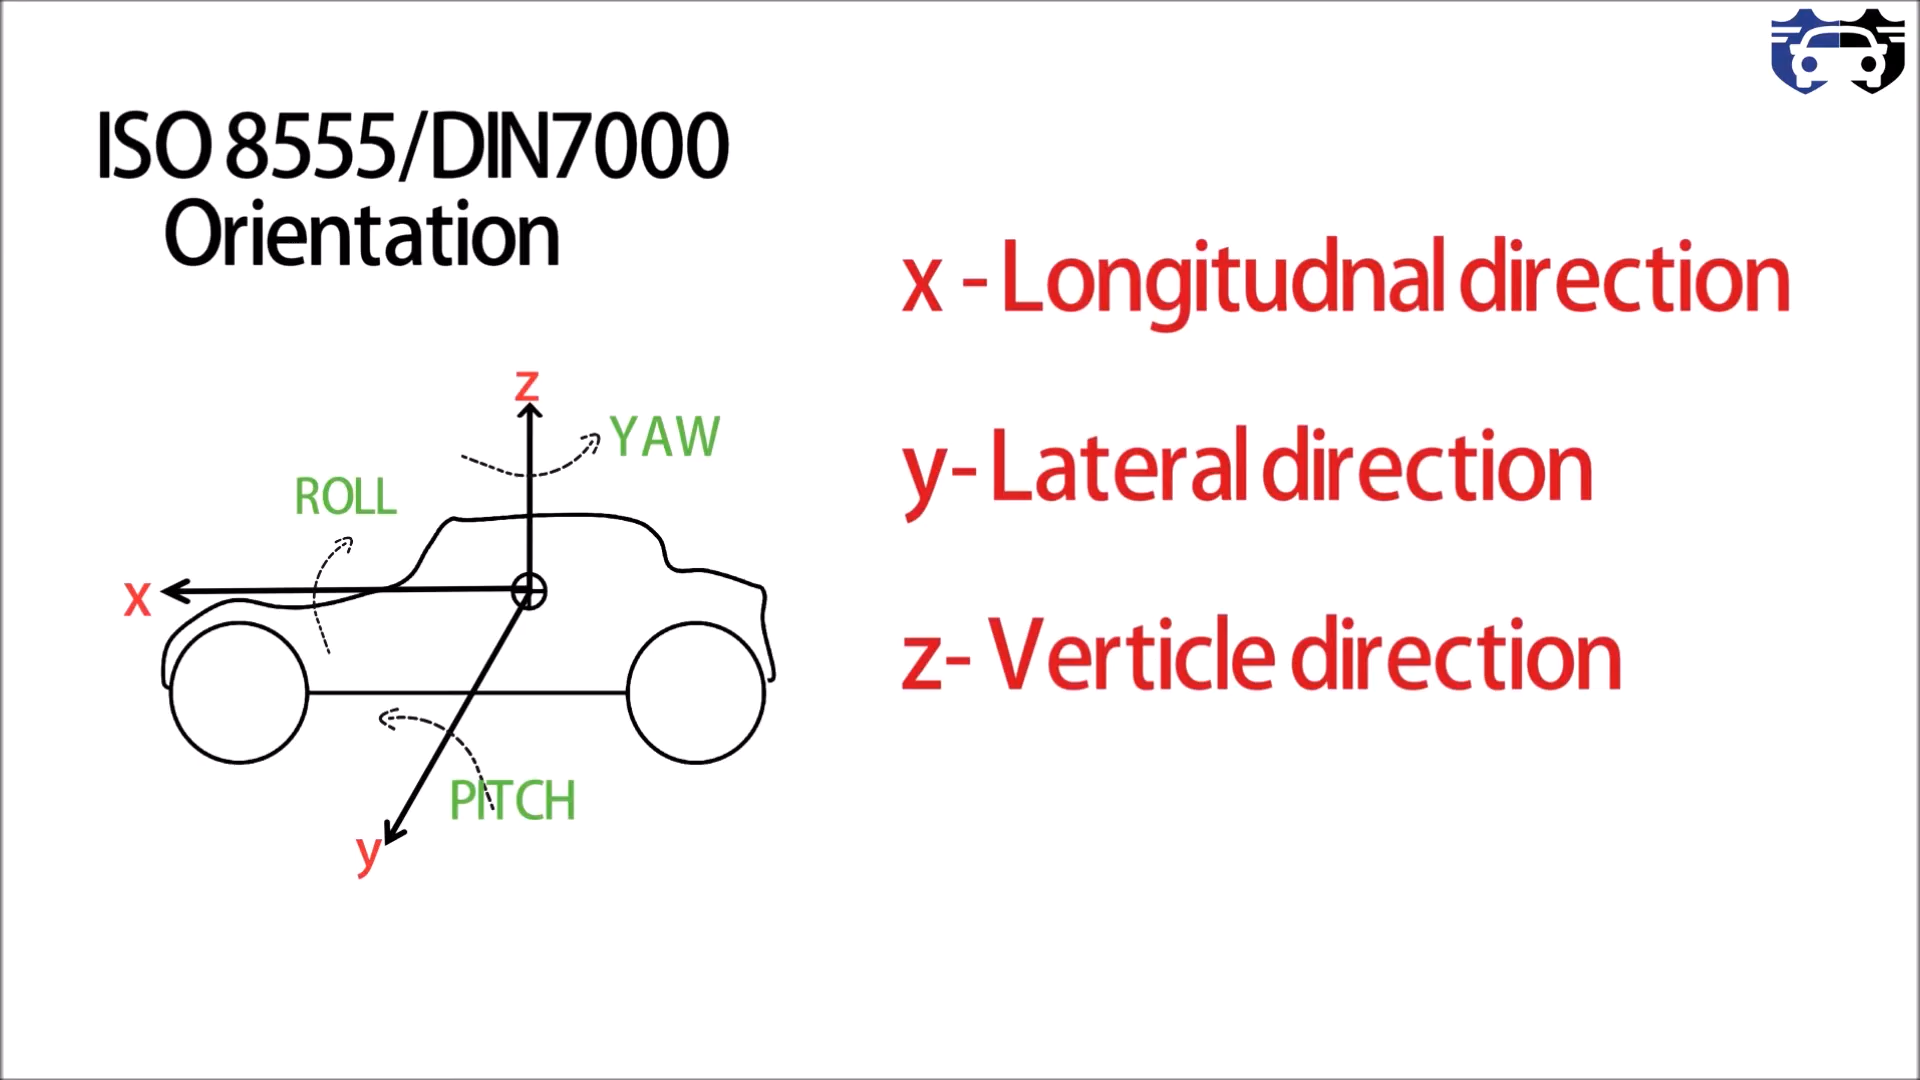 ISO 8555/DIN7000
Orientation
x - Longitudnal direction
y- Lateral direction
z- Verticle direction
z
YAW
ROLL
x
PITCH
y